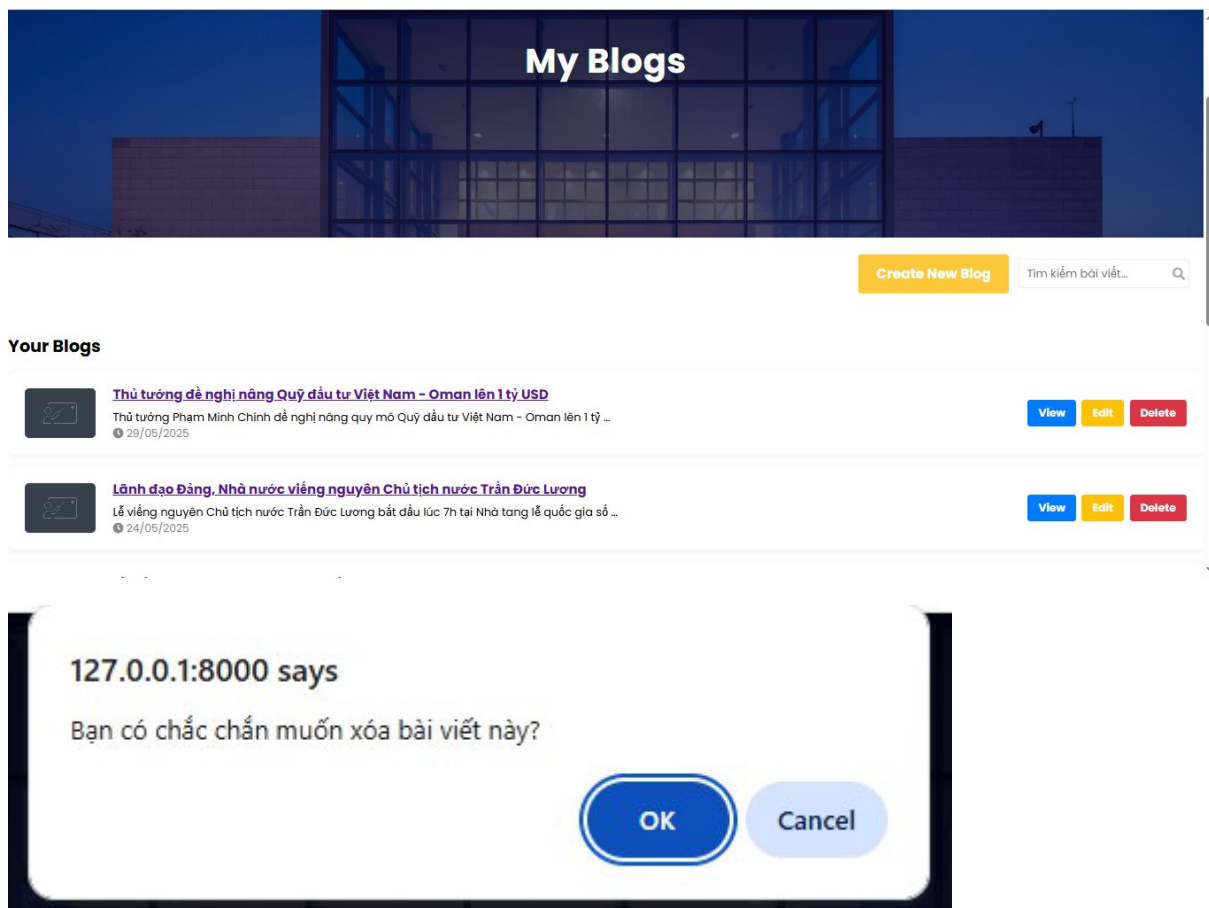 My Blogs
Create New Blog
Tìm kiếm bài viết...
Your Blogs
Thủ tướng đề nghị nâng Quỹ đầu tư Việt Nam - Oman lên 1 tỷ USD
Thủ tướng Phạm Minh Chính đề nghị nâng quy mô Quỹ đầu tư Việt Nam - Oman lên 1 tỷ ...
29/05/2025
View Edit Delete
Lãnh đạo Đảng, Nhà nước viếng nguyên Chủ tịch nước Trần Đức Lương
Lễ viếng nguyên Chủ tịch nước Trần Đức Lương bắt đầu lúc 7h tại Nhà tang lễ quốc gia số ...
24/05/2025
View Edit Delete
127.0.0.1:8000 says
Bạn có chắc chắn muốn xóa bài viết này?
OK Cancel